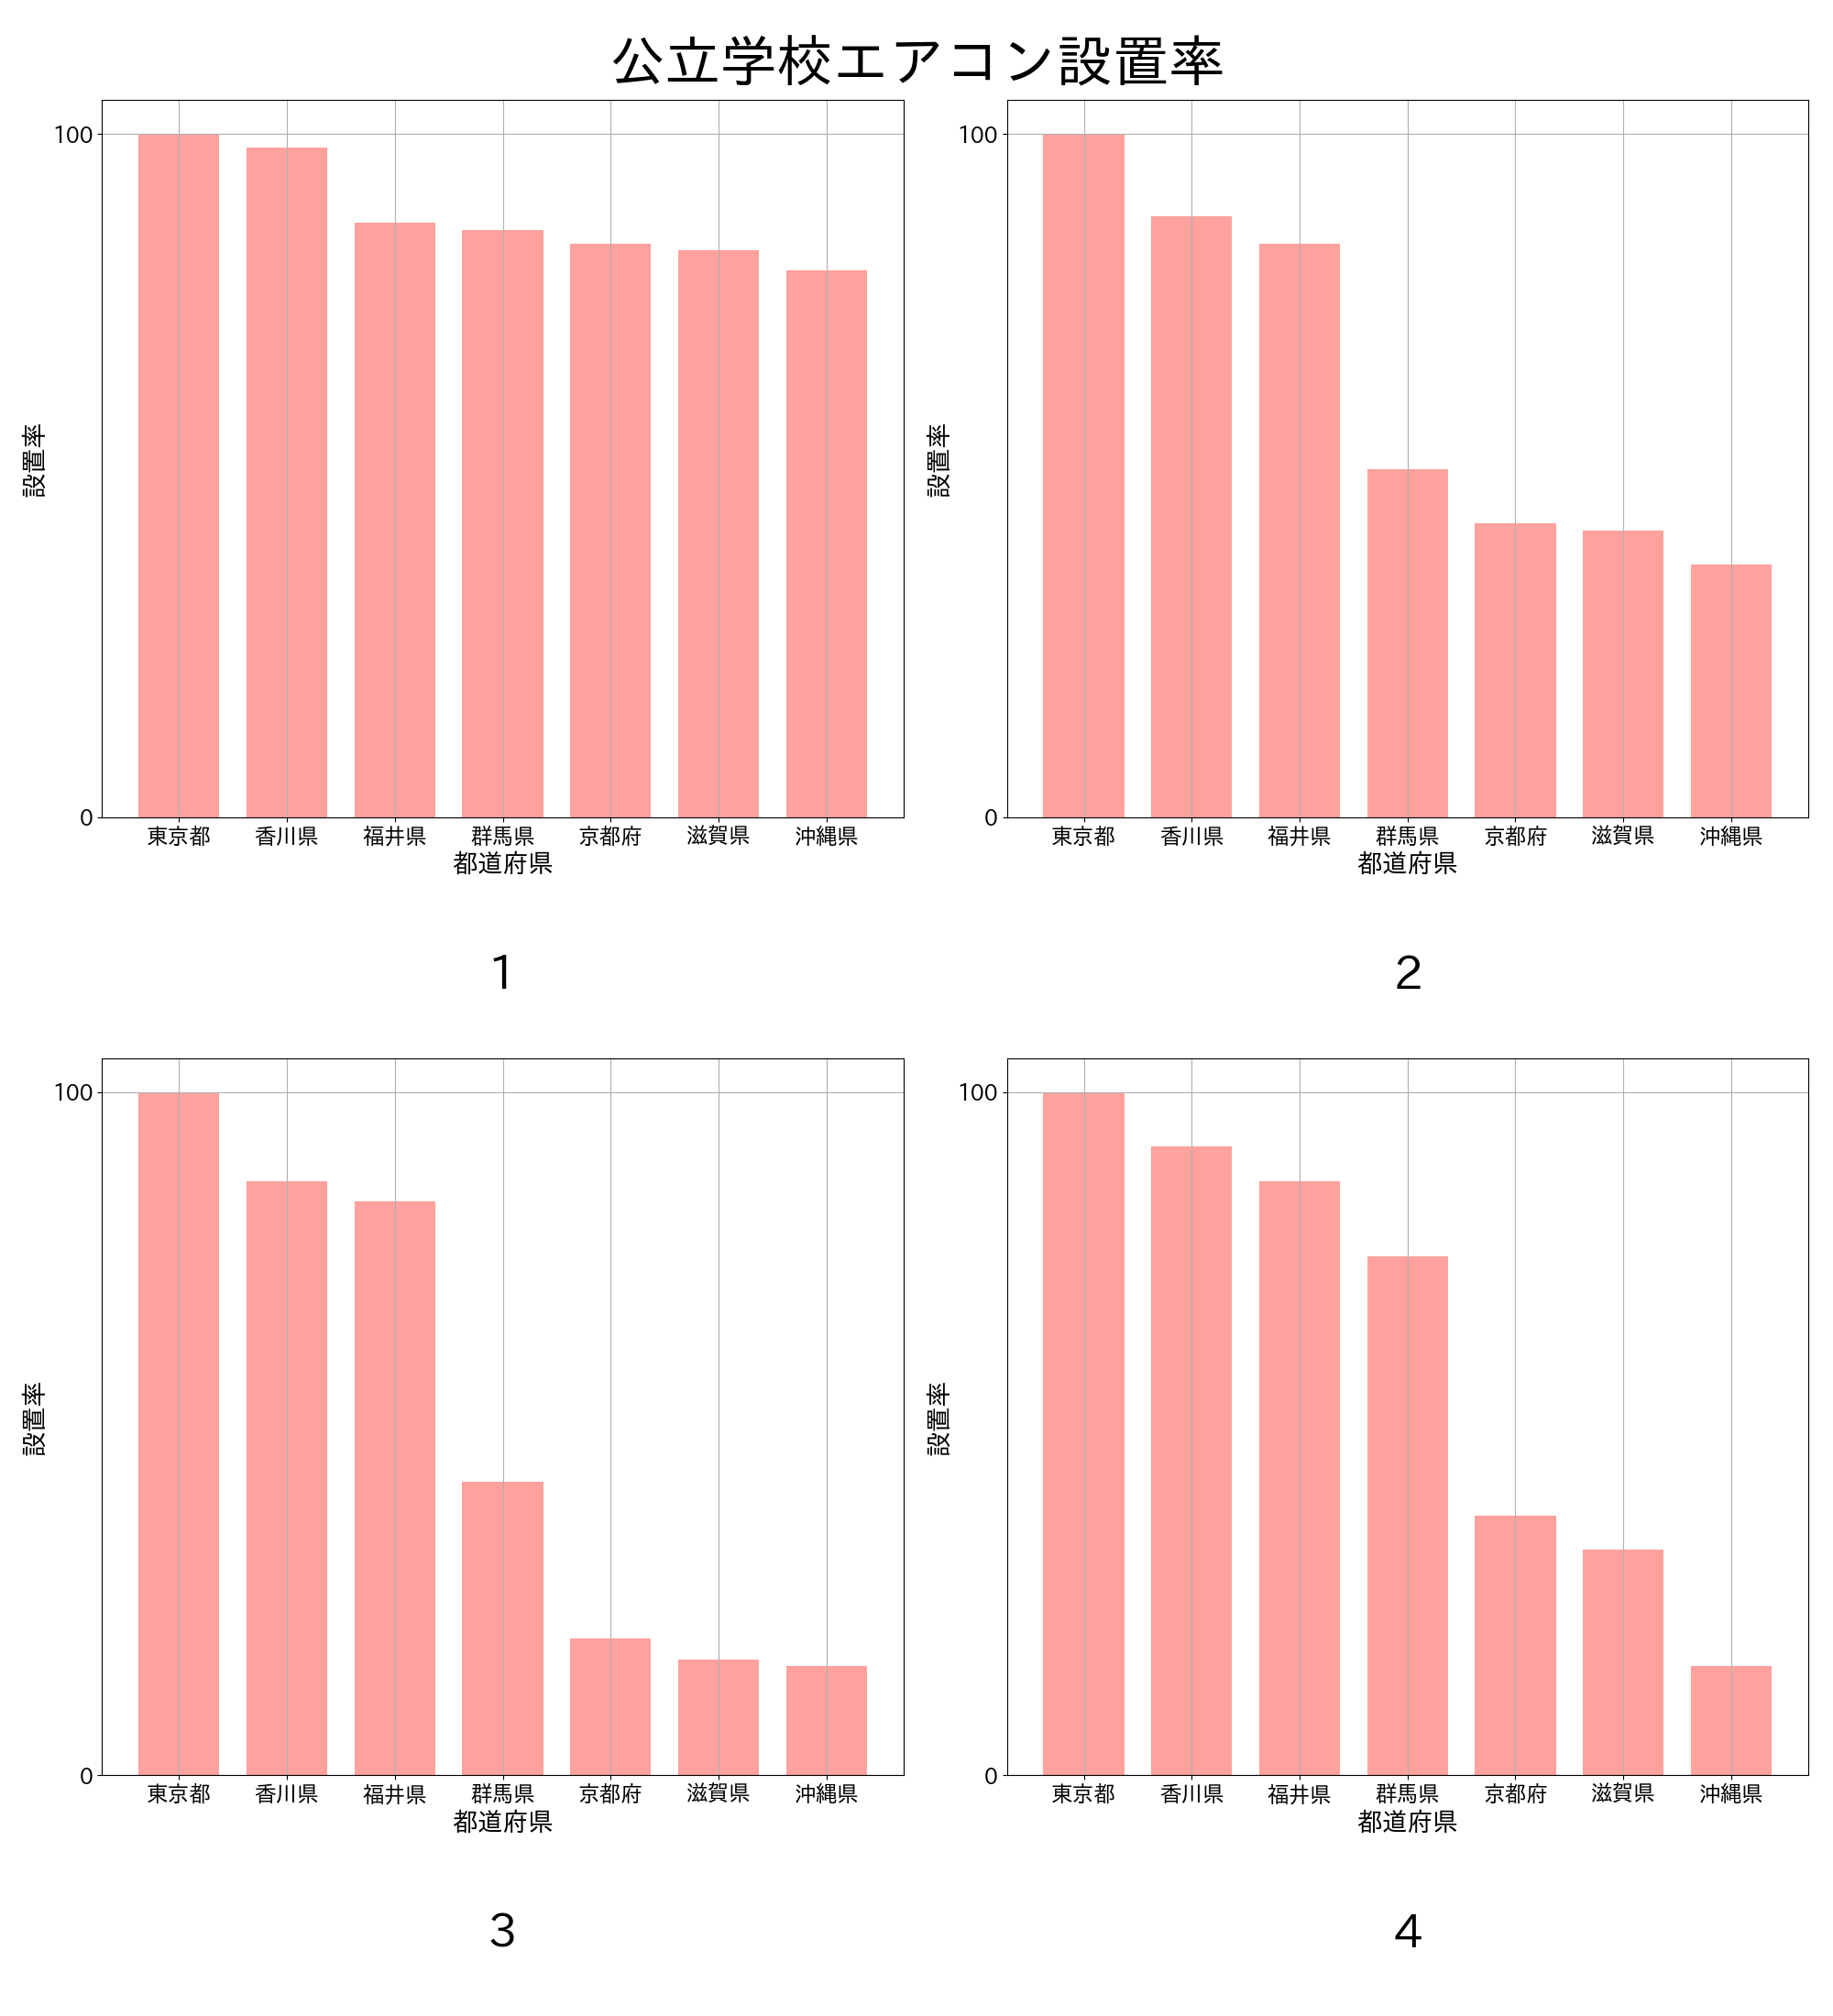 公立学校エアコン設置率
100
0
設置率
東京都 香川県 福井県 群馬県 京都府 滋賀県 沖縄県
都道府県
1
100
0
設置率
東京都 香川県 福井県 群馬県 京都府 滋賀県 沖縄県
都道府県
2
100
0
設置率
東京都 香川県 福井県 群馬県 京都府 滋賀県 沖縄県
都道府県
3
100
0
設置率
東京都 香川県 福井県 群馬県 京都府 滋賀県 沖縄県
都道府県
4